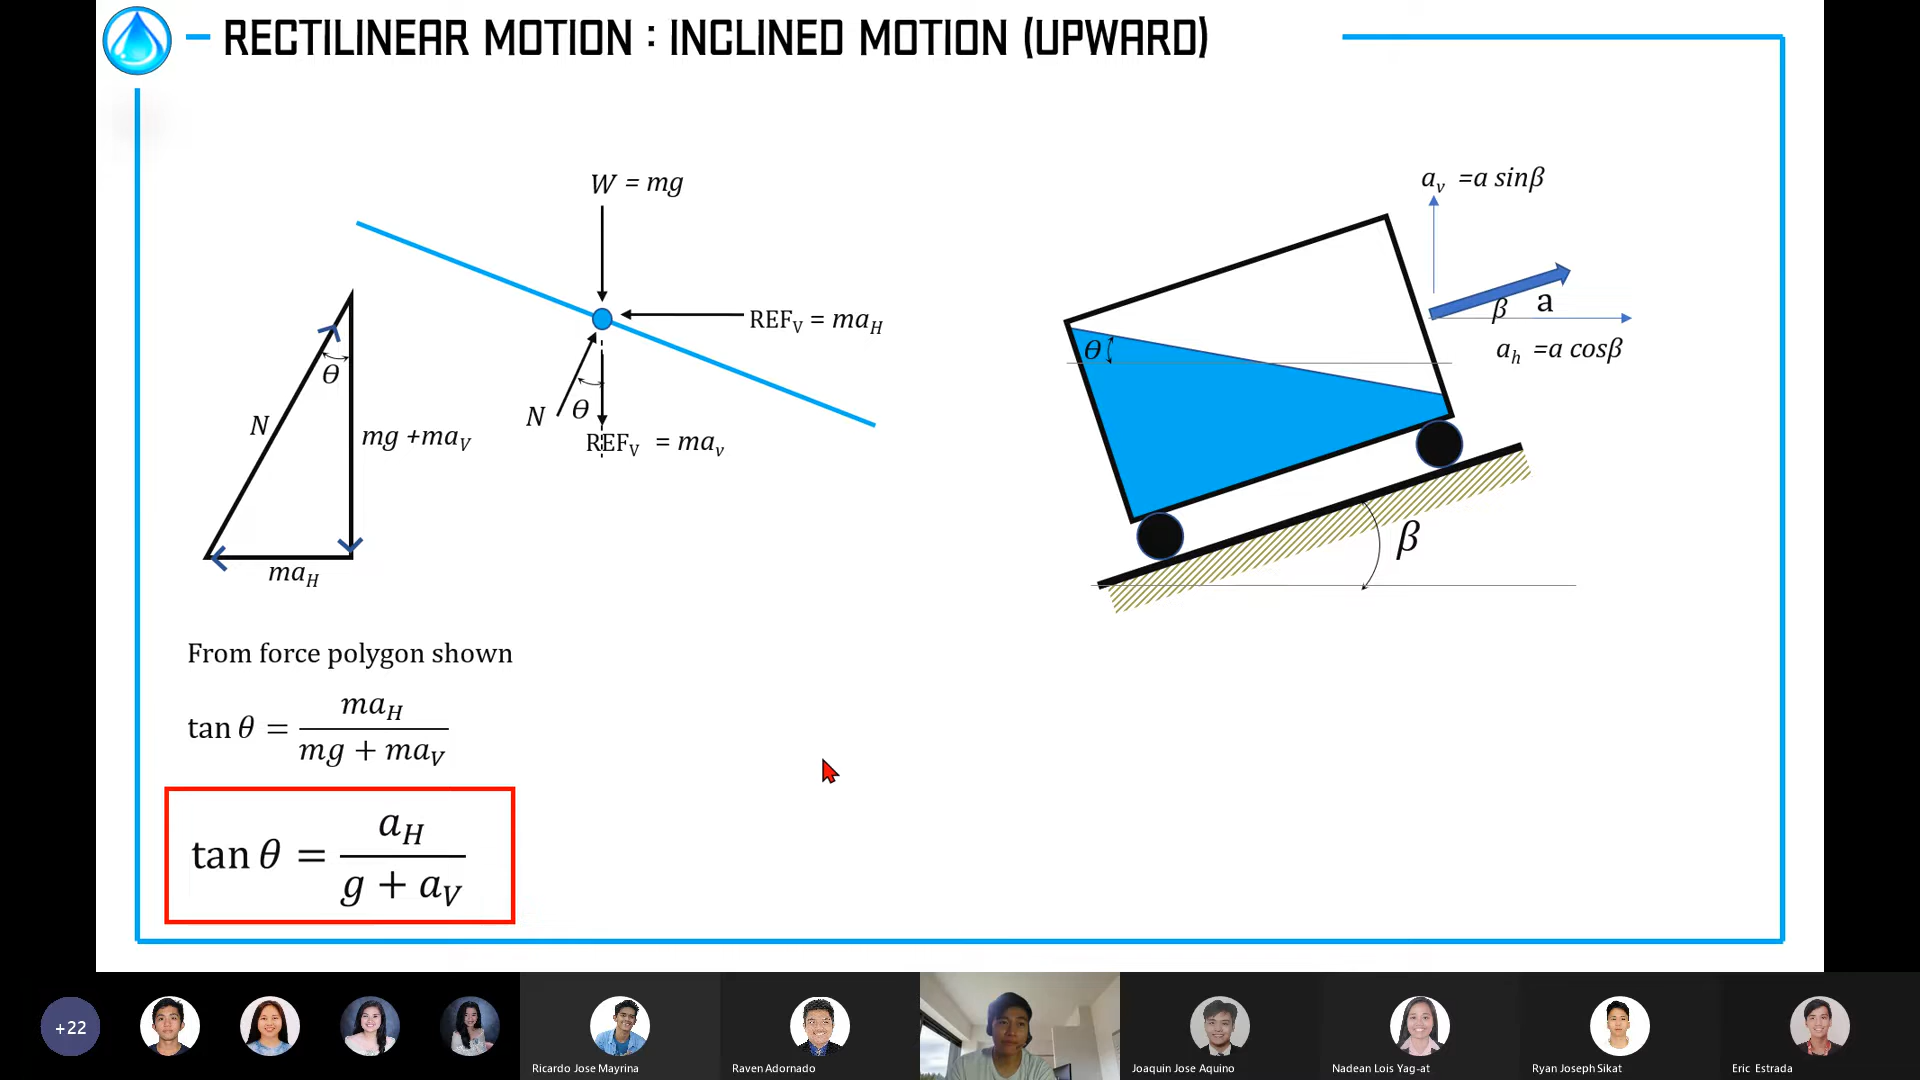 RECTILINEAR MOTION : INCLINED MOTION (UPWARD)
W = mg
REF_V = ma_H
N
θ
REF_V = ma_v
θ
N
mg +ma_V
ma_H
a_v =a sinβ
β
a
a_h =a cosβ
θ
β
From force polygon shown
tan θ = ma_H / (mg + ma_V)
tan θ = a_H / (g + a_V)
+22
Ricardo Jose Mayrina
Raven Adornado
Joaquin Jose Aquino
Nadean Lois Yag-at
Ryan Joseph Sikat
Eric Estrada